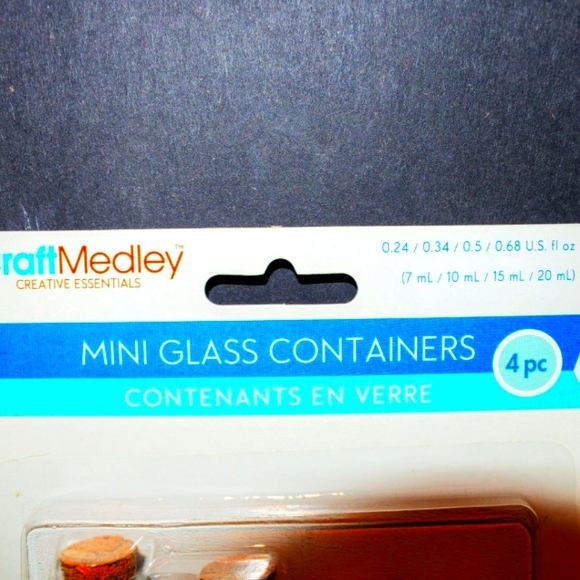 raftMedley™
CREATIVE ESSENTIALS
0.24 / 0.34 / 0.5 / 0.68 U.S. fl oz
(7 mL / 10 mL / 15 mL / 20 mL)
MINI GLASS CONTAINERS
4 pc
CONTENANTS EN VERRE